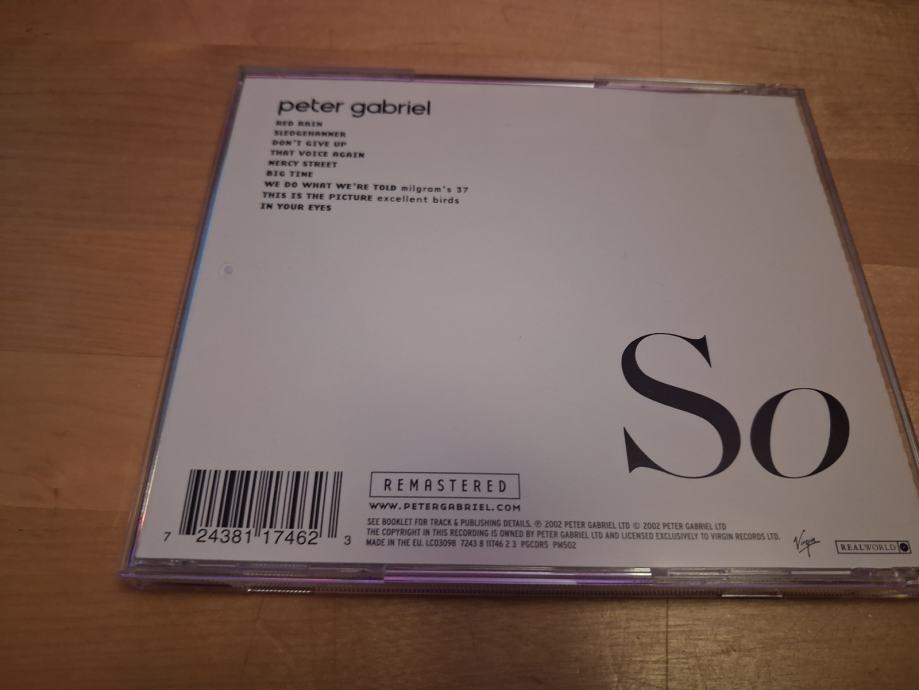 peter gabriel
RED RAIN
SLEDGEHAMMER
DON'T GIVE UP
THAT VOICE AGAIN
MERCY STREET
BIG TIME
WE DO WHAT WE'RE TOLD milgram's 37
THIS IS THE PICTURE excellent birds
IN YOUR EYES
So
REMASTERED
WWW.PETERGABRIEL.COM
SEE BOOKLET FOR TRACK & PUBLISHING DETAILS. ℗ 2002 PETER GABRIEL LTD © 2002 PETER GABRIEL LTD
THE COPYRIGHT IN THIS RECORDING IS OWNED BY PETER GABRIEL LTD AND LICENSED EXCLUSIVELY TO VIRGIN RECORDS LTD.
MADE IN THE EU. LC03098 7243 8 11746 2 3 PGCDR5 PM502
7 24381 17462 3
Virgin
REALWORLD